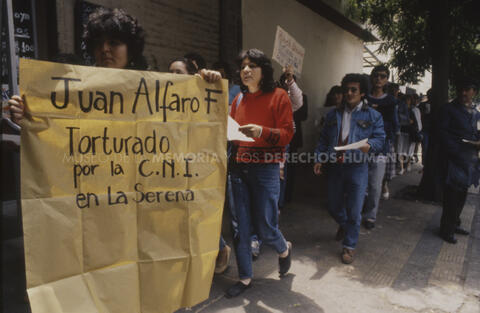 Juan Alfaro F
Torturado
por la C.N.I.
en La Serena
MUSEO DE LA MEMORIA Y LOS DERECHOS HUMANOS